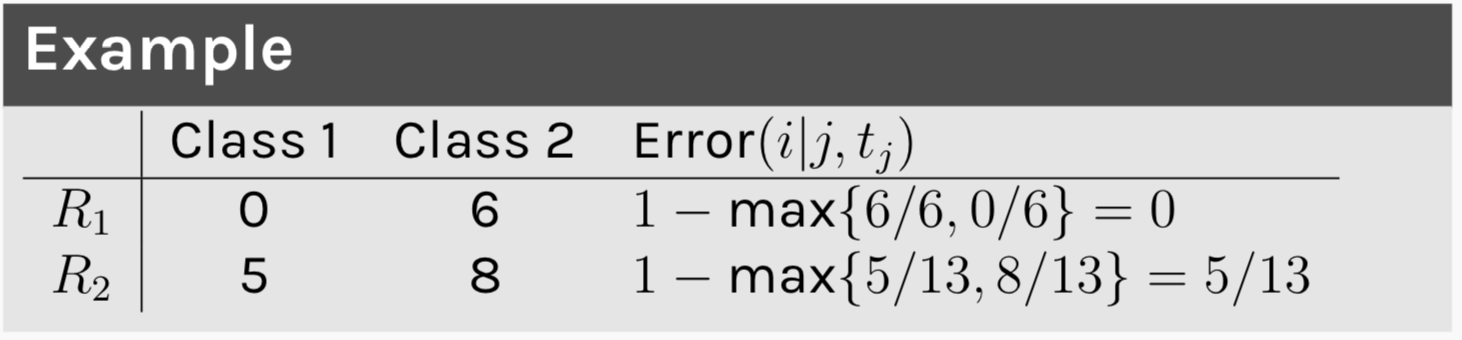 Example
Class 1 Class 2 Error(i|j, t_j)
R_1 0 6 1 − max{6/6, 0/6} = 0
R_2 5 8 1 − max{5/13, 8/13} = 5/13